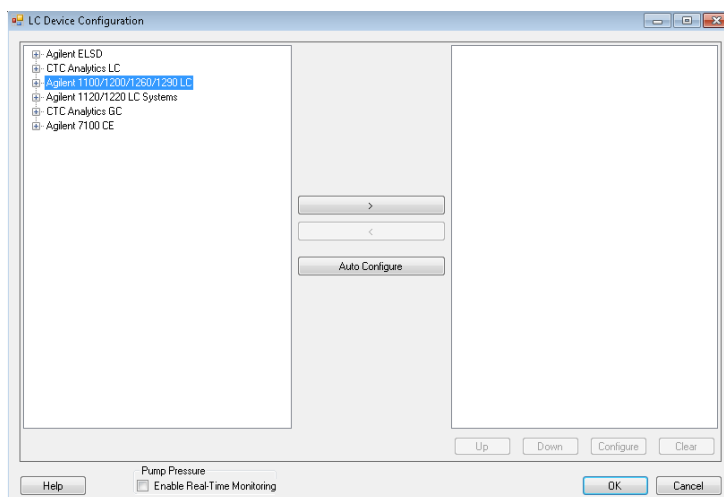 LC Device Configuration
Agilent ELSD
CTC Analytics LC
Agilent 1100/1200/1260/1290 LC
Agilent 1120/1220 LC Systems
CTC Analytics GC
Agilent 7100 CE
>
<
Auto Configure
Up Down Configure Clear
Pump Pressure
Help Enable Real-Time Monitoring OK Cancel